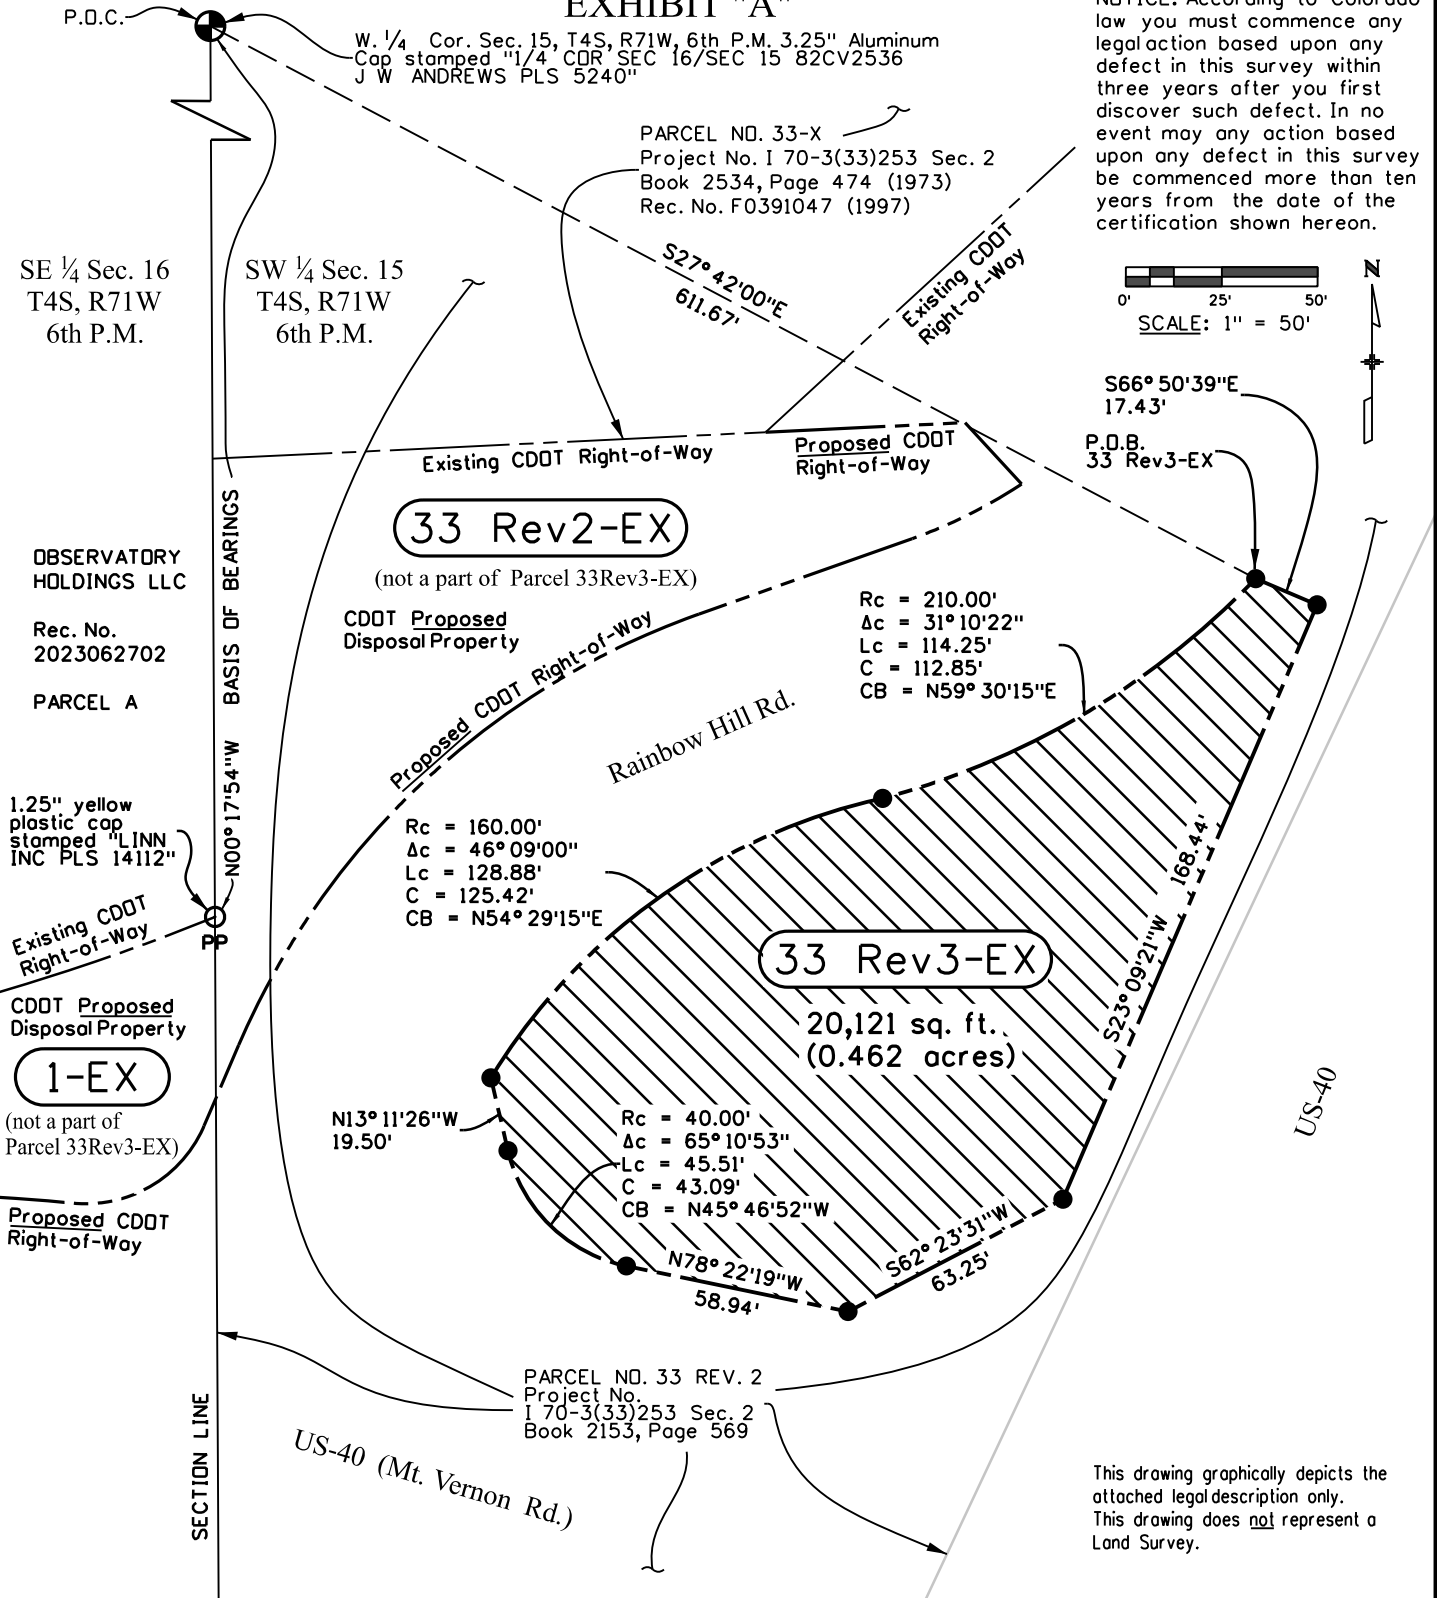 EXHIBIT "A"
P.O.C.
W. 1/4 Cor. Sec. 15, T4S, R71W, 6th P.M. 3.25" Aluminum
Cap stamped "1/4 COR SEC 16/SEC 15 82CV2536
J W ANDREWS PLS 5240"
NOTICE: According to Colorado
law you must commence any
legal action based upon any
defect in this survey within
three years after you first
discover such defect. In no
event may any action based
upon any defect in this survey
be commenced more than ten
years from the date of the
certification shown hereon.
PARCEL NO. 33-X
Project No. I 70-3(33)253 Sec. 2
Book 2534, Page 474 (1973)
Rec. No. F0391047 (1997)
SE 1/4 Sec. 16
T4S, R71W
6th P.M.
SW 1/4 Sec. 15
T4S, R71W
6th P.M.
S27°42'00"E
611.67'
Existing CDOT
Right-of-Way
0' 25' 50'
SCALE: 1" = 50'
N
S66°50'39"E
17.43'
P.O.B.
33 Rev3-EX
Existing CDOT Right-of-Way
Proposed CDOT
Right-of-Way
33 Rev2-EX
(not a part of Parcel 33Rev3-EX)
CDOT Proposed
Disposal Property
OBSERVATORY
HOLDINGS LLC
Rec. No.
2023062702
PARCEL A
N00°17'54"W BASIS OF BEARINGS
Proposed CDOT Right-of-Way
Rainbow Hill Rd.
Rc = 210.00'
Δc = 31°10'22"
Lc = 114.25'
C = 112.85'
CB = N59°30'15"E
1.25" yellow
plastic cap
stamped "LINN
INC PLS 14112"
PP
Existing CDOT
Right-of-Way
Rc = 160.00'
Δc = 46°09'00"
Lc = 128.88'
C = 125.42'
CB = N54°29'15"E
33 Rev3-EX
20,121 sq. ft.
(0.462 acres)
S23°09'21"W 168.44'
US-40
CDOT Proposed
Disposal Property
1-EX
(not a part of
Parcel 33Rev3-EX)
Proposed CDOT
Right-of-Way
N13°11'26"W
19.50'
Rc = 40.00'
Δc = 65°10'53"
Lc = 45.51'
C = 43.09'
CB = N45°46'52"W
N78°22'19"W
58.94'
S62°23'31"W
63.25'
PARCEL NO. 33 REV. 2
Project No.
I 70-3(33)253 Sec. 2
Book 2153, Page 569
SECTION LINE
US-40 (Mt. Vernon Rd.)
This drawing graphically depicts the
attached legal description only.
This drawing does not represent a
Land Survey.